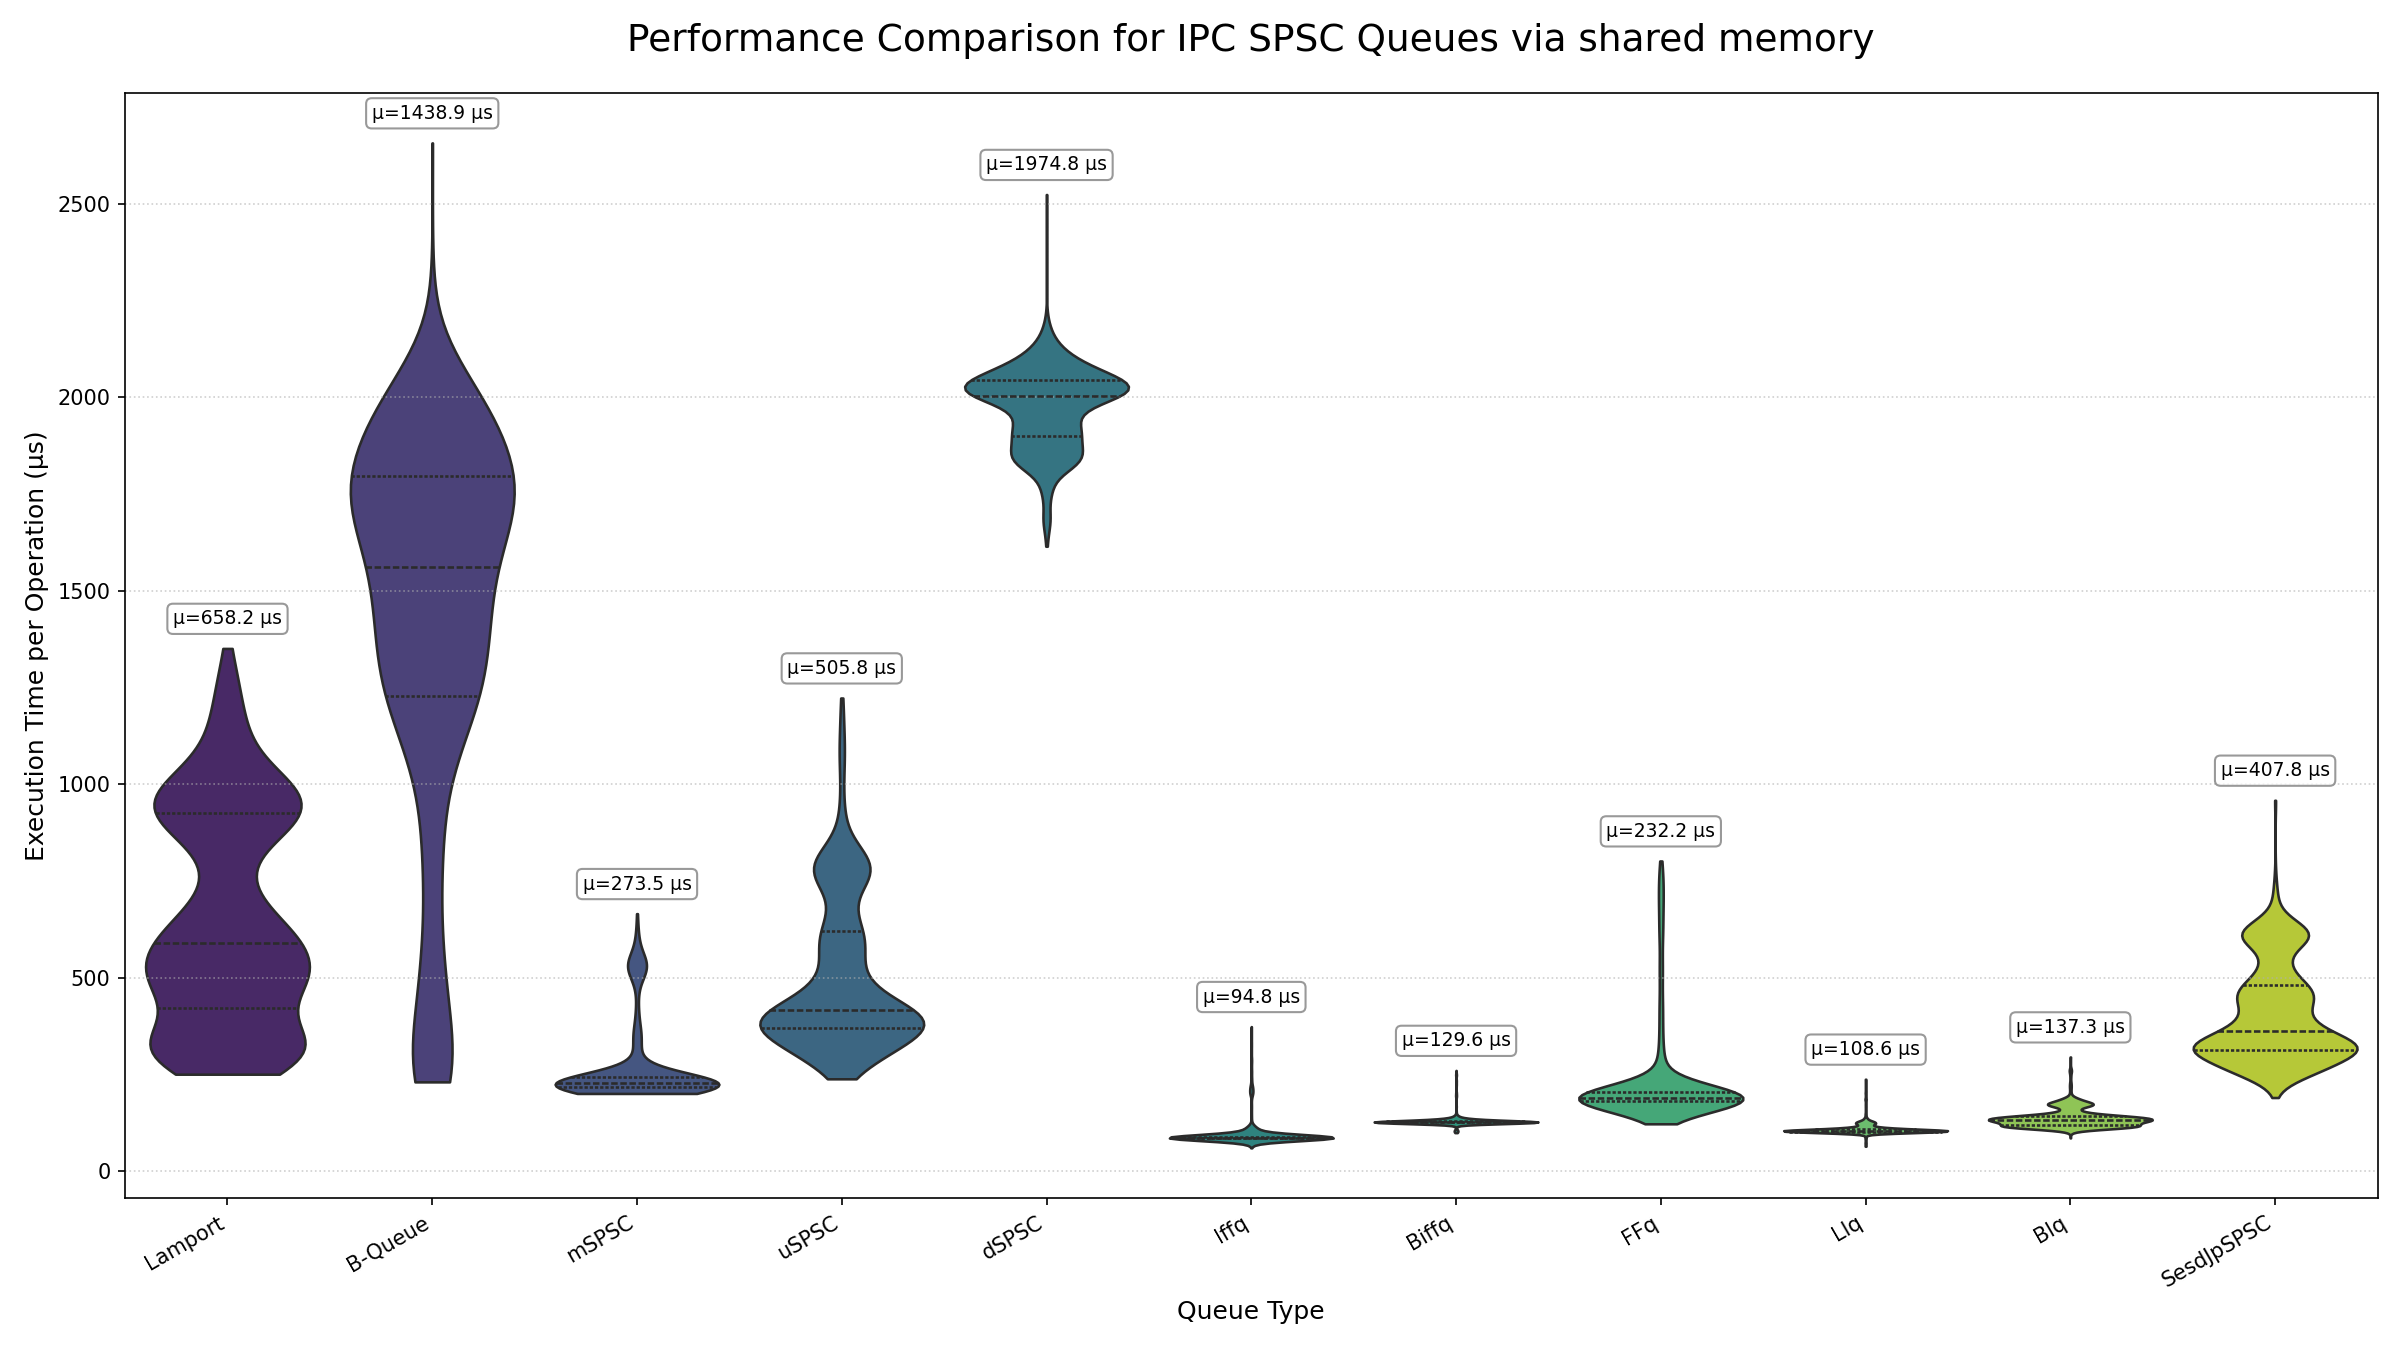 Performance Comparison for IPC SPSC Queues via shared memory
μ=1438.9 μs
μ=1974.8 μs
μ=658.2 μs
μ=505.8 μs
μ=273.5 μs
μ=94.8 μs
μ=129.6 μs
μ=232.2 μs
μ=108.6 μs
μ=137.3 μs
μ=407.8 μs
Execution Time per Operation (μs)
2500
2000
1500
1000
500
0
Lamport
B-Queue
mSPSC
uSPSC
dSPSC
Iffq
Biffq
FFq
Llq
Blq
SesdJpSPSC
Queue Type